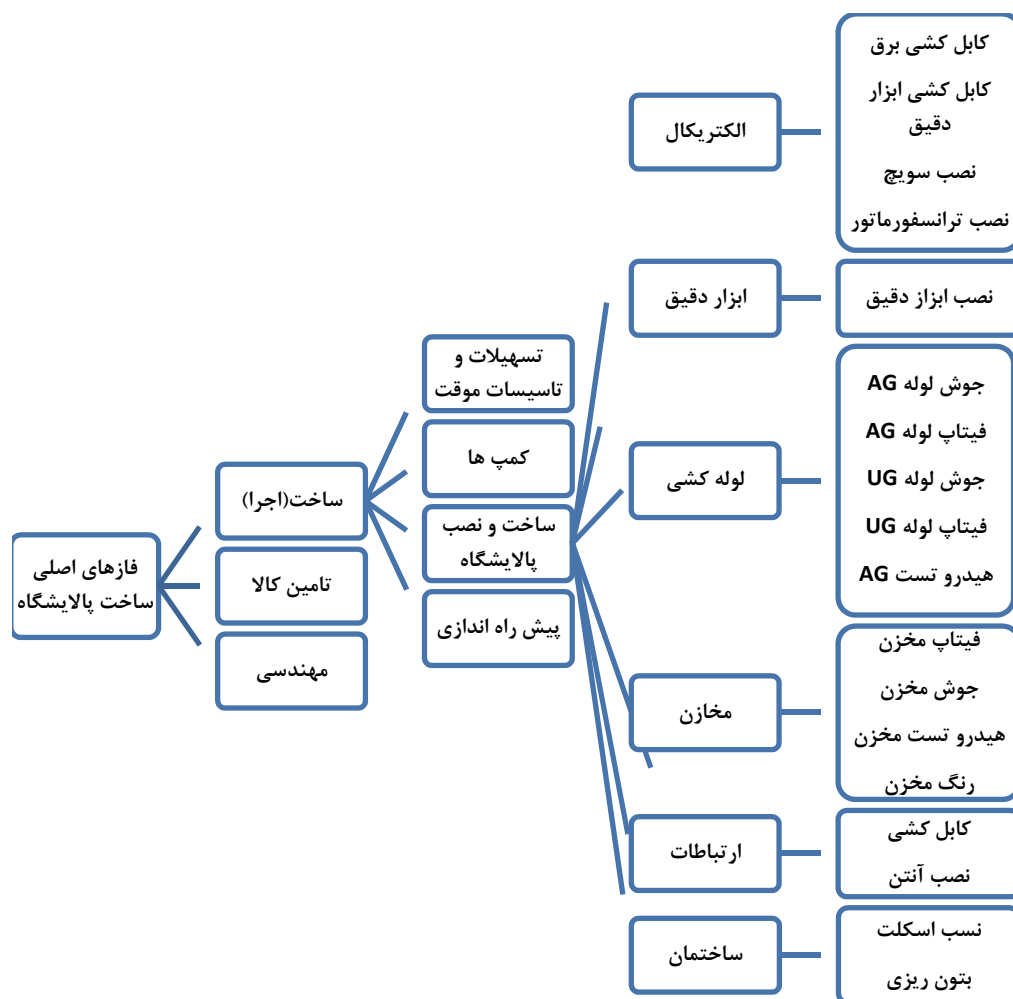 فازهای اصلی
ساخت پالایشگاه
ساخت(اجرا)
تامین کالا
مهندسی
تسهیلات و
تاسیسات موقت
کمپ ها
ساخت و نصب
پالایشگاه
پیش راه اندازی
الکتریکال
کابل کشی برق
کابل کشی ابزار
دقیق
نصب سویچ
نصب ترانسفورماتور
ابزار دقیق
نصب ابزاز دقیق
لوله کشی
جوش لوله AG
فیتاپ لوله AG
جوش لوله UG
فیتاپ لوله UG
هیدرو تست AG
مخازن
فیتاپ مخزن
جوش مخزن
هیدرو تست مخزن
رنگ مخزن
ارتباطات
کابل کشی
نصب آنتن
ساختمان
نسب اسکلت
بتون ریزی